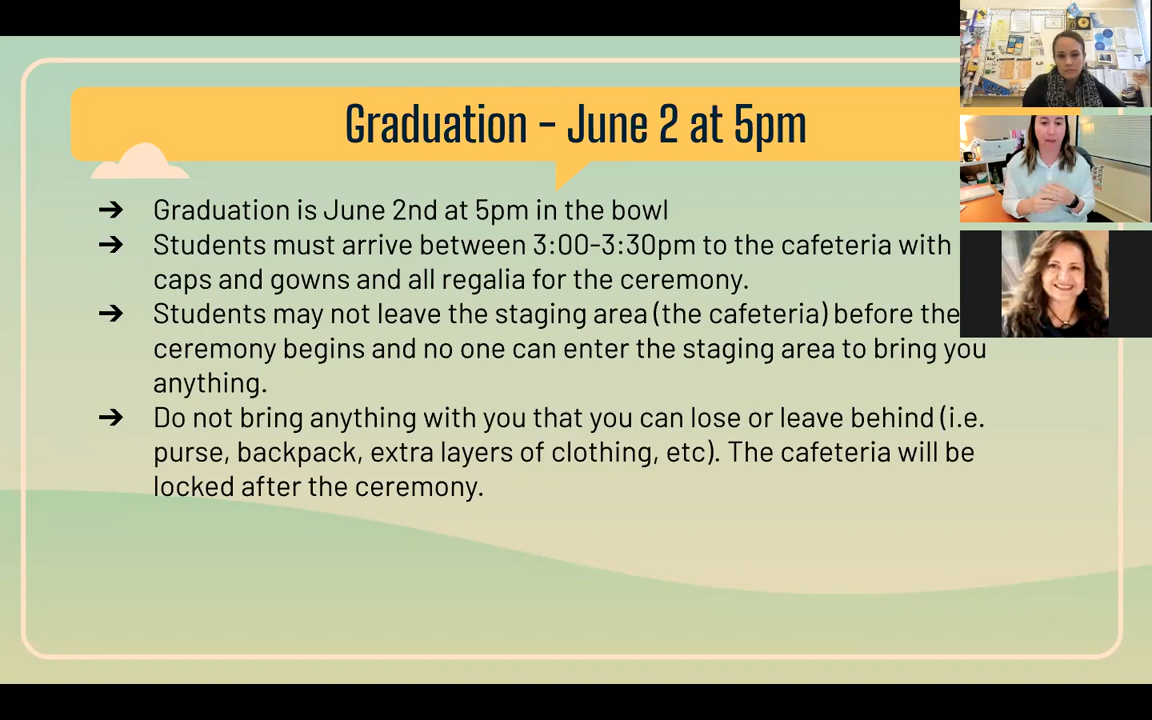 Graduation - June 2 at 5pm
➔ Graduation is June 2nd at 5pm in the bowl
➔ Students must arrive between 3:00-3:30pm to the cafeteria with
caps and gowns and all regalia for the ceremony.
➔ Students may not leave the staging area (the cafeteria) before the
ceremony begins and no one can enter the staging area to bring you
anything.
➔ Do not bring anything with you that you can lose or leave behind (i.e.
purse, backpack, extra layers of clothing, etc). The cafeteria will be
locked after the ceremony.